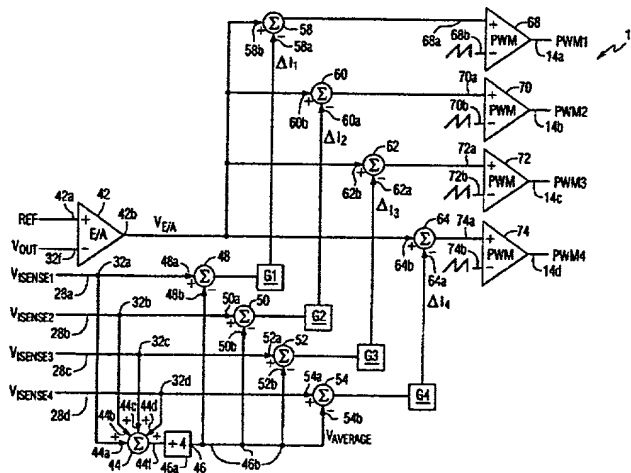 68
68b
58
PWM
PWM1
58b
58a
68a
14a
1
ΔI1
70a
60
70
70b
PWM
PWM2
60b
60a
14b
ΔI2
72a
62
72
72b
PWM
PWM3
62b
62a
14c
ΔI3
42a
42
42b
REF
E/A
VE/A
64
74a
74
PWM
PWM4
VOUT
32f
64b
64a
74b
14d
VISENSE1
32a
48a
48
G1
ΔI4
28a
48b
VISENSE2
32b
50a
50
G2
28b
50b
VISENSE3
32c
52a
52
G3
28c
52b
VISENSE4
32d
54a
54
G4
28d
54b
44b
44c
44d
VAVERAGE
÷ 4
44a
44
44f
46a
46
46b